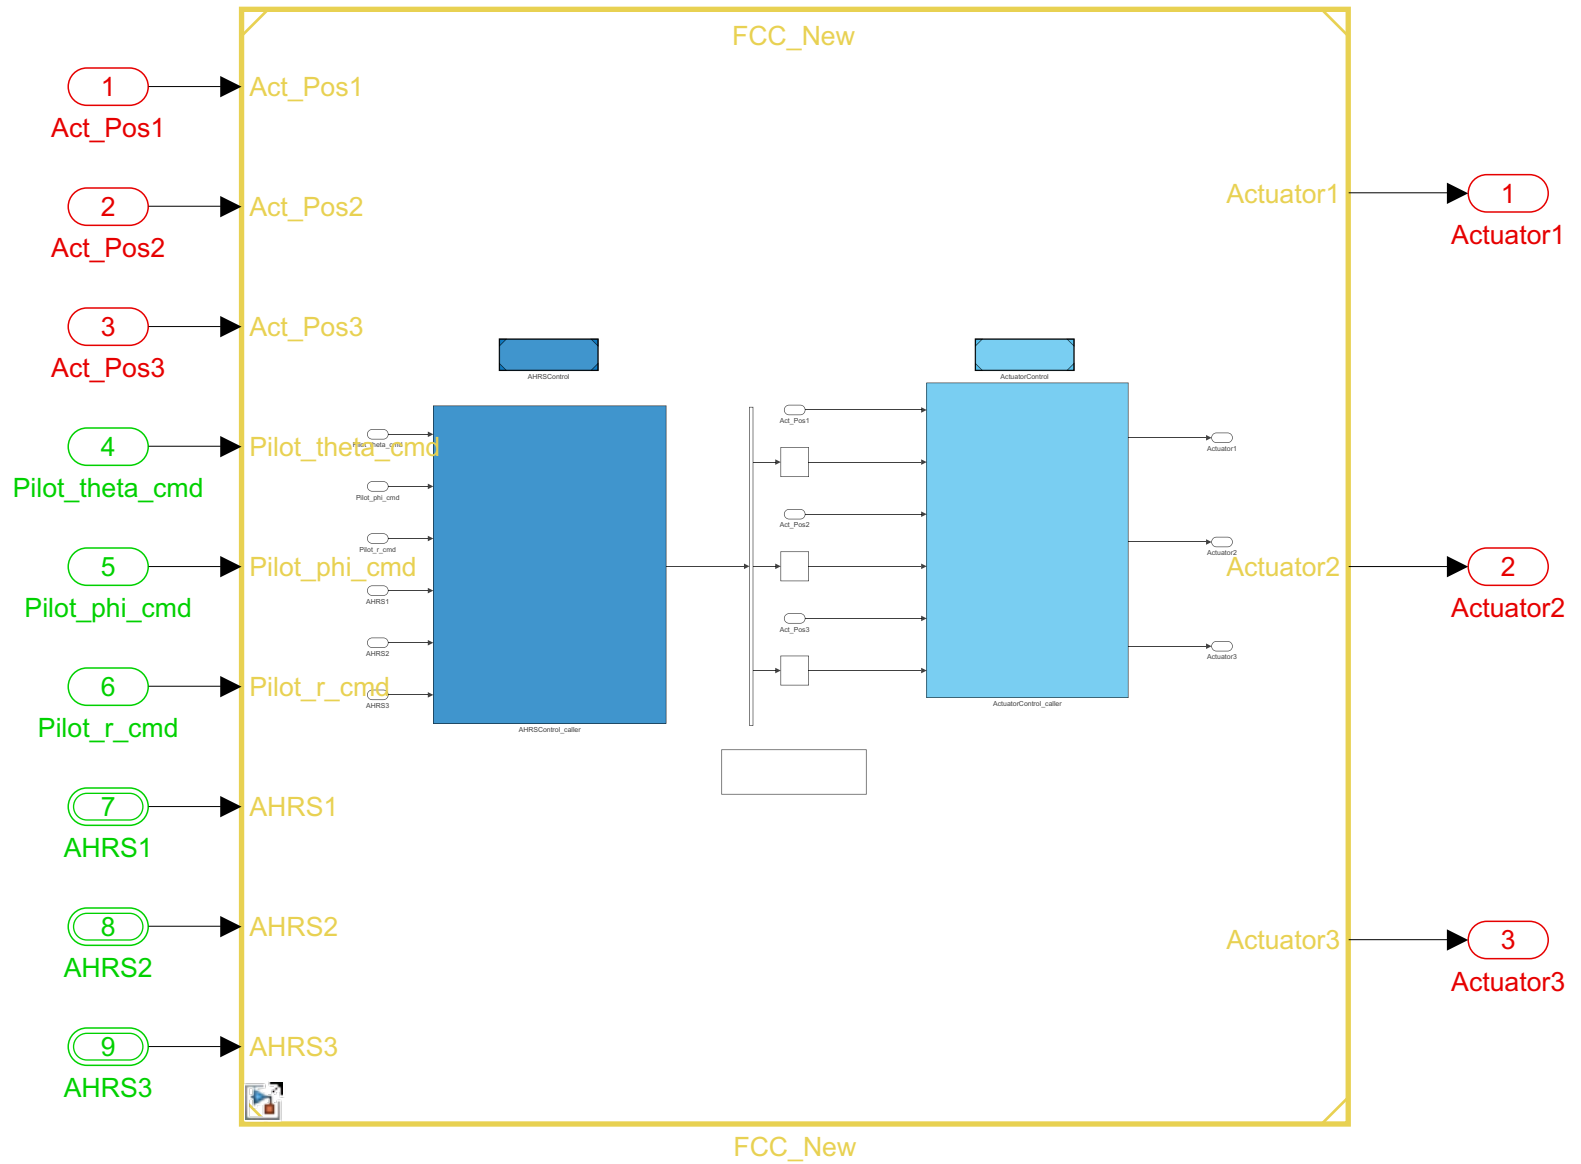 FCC_New
1
Act_Pos1
Act_Pos1
2
Act_Pos2
Act_Pos2
3
Act_Pos3
Act_Pos3
4
Pilot_theta_cmd
Pilot_theta_cmd
5
Pilot_phi_cmd
Pilot_phi_cmd
6
Pilot_r_cmd
Pilot_r_cmd
7
AHRS1
AHRS1
8
AHRS2
AHRS2
9
AHRS3
AHRS3
AHRSControl
Pilot_theta_cmd
Pilot_phi_cmd
Pilot_r_cmd
AHRS1
AHRS2
AHRS3
AHRSControl_caller
Act_Pos1
Act_Pos2
Act_Pos3
ActuatorControl
ActuatorControl_caller
Actuator1
Actuator2
Actuator3
Actuator1
1
Actuator1
Actuator2
2
Actuator2
Actuator3
3
Actuator3
FCC_New